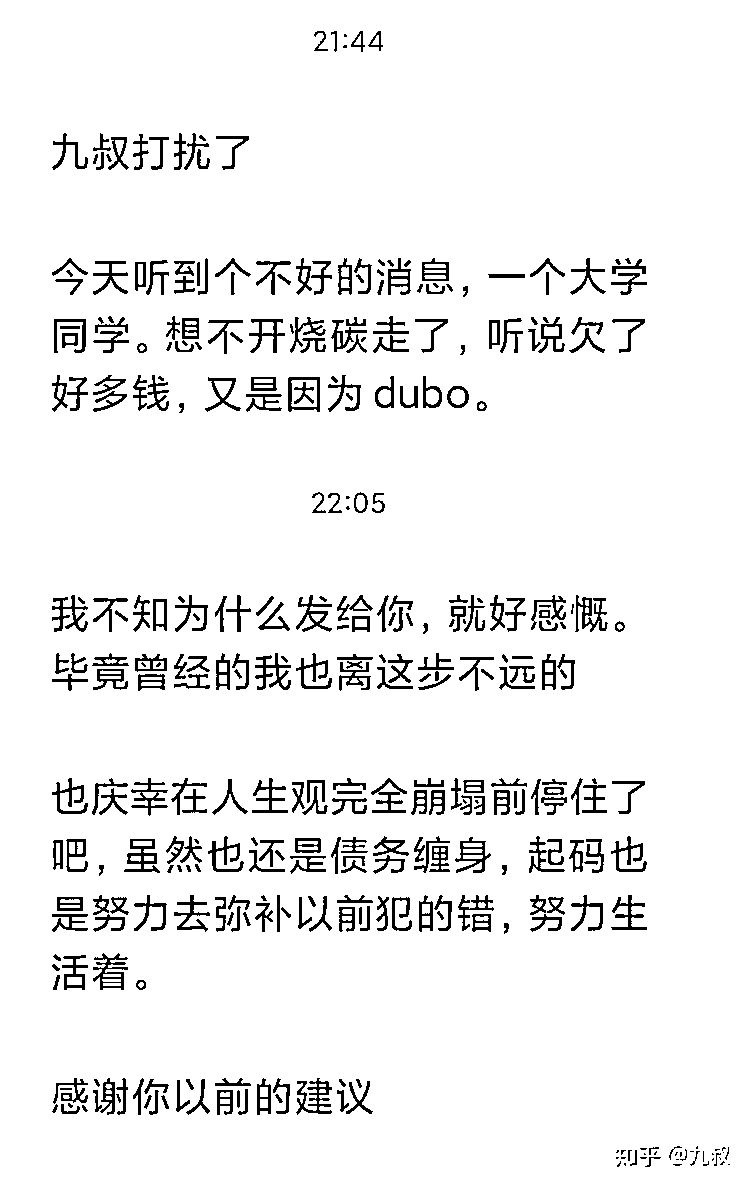 21:44
九叔打扰了
今天听到个不好的消息，一个大学
同学。想不开烧碳走了，听说欠了
好多钱，又是因为 dubo。
22:05
我不知为什么发给你，就好感慨。
毕竟曾经的我也离这步不远的
也庆幸在人生观完全崩塌前停住了
吧，虽然也还是债务缠身，起码也
是努力去弥补以前犯的错，努力生
活着。
感谢你以前的建议
知乎 @九叔